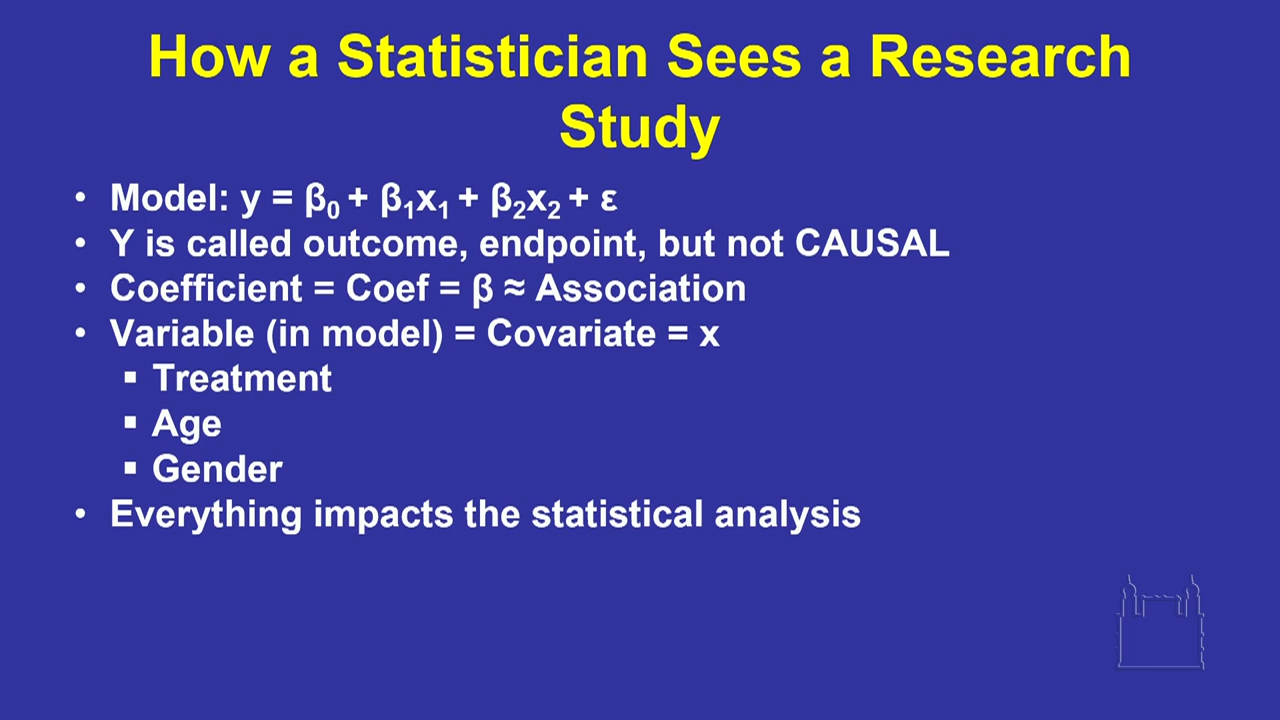 How a Statistician Sees a Research
Study
• Model: y = β₀ + β₁x₁ + β₂x₂ + ε
• Y is called outcome, endpoint, but not CAUSAL
• Coefficient = Coef = β ≈ Association
• Variable (in model) = Covariate = x
▪ Treatment
▪ Age
▪ Gender
• Everything impacts the statistical analysis